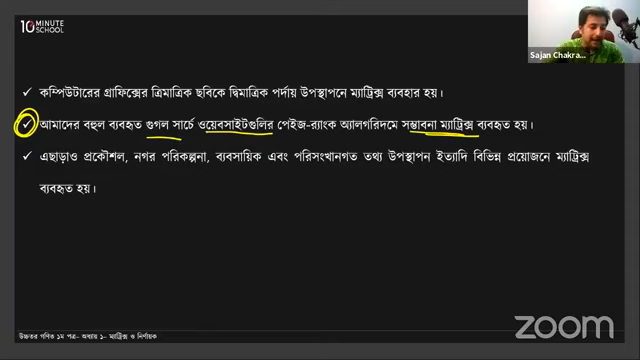 10 MINUTE SCHOOL
Sajan Chakra...
✓ কম্পিউটারের গ্রাফিক্সের ত্রিমাত্রিক ছবিকে দ্বিমাত্রিক পর্দায় উপস্থাপনে ম্যাট্রিক্স ব্যবহার হয়।
✓ আমাদের বহুল ব্যবহৃত গুগল সার্চে ওয়েবসাইটগুলির পেইজ-র‍্যাংক অ্যালগরিদমে সম্ভাবনা ম্যাট্রিক্স ব্যবহৃত হয়।
✓ এছাড়াও প্রকৌশল, নগর পরিকল্পনা, ব্যবসায়িক এবং পরিসংখানগত তথ্য উপস্থাপন ইত্যাদি বিভিন্ন প্রয়োজনে ম্যাট্রিক্স
ব্যবহৃত হয়।
উচ্চতর গণিত ১ম পত্র- অধ্যায় ১- ম্যাট্রিক্স ও নির্ণায়ক
zoom